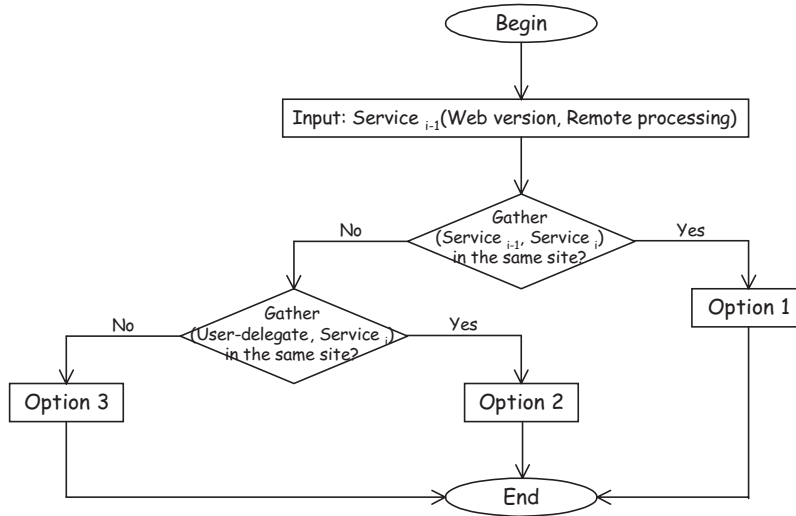 Begin
Input: Service i-1(Web version, Remote processing)
Gather
(Service i-1, Service i)
in the same site?
No
Yes
Gather
(User-delegate, Service i)
in the same site?
Option 1
No
Yes
Option 3
Option 2
End